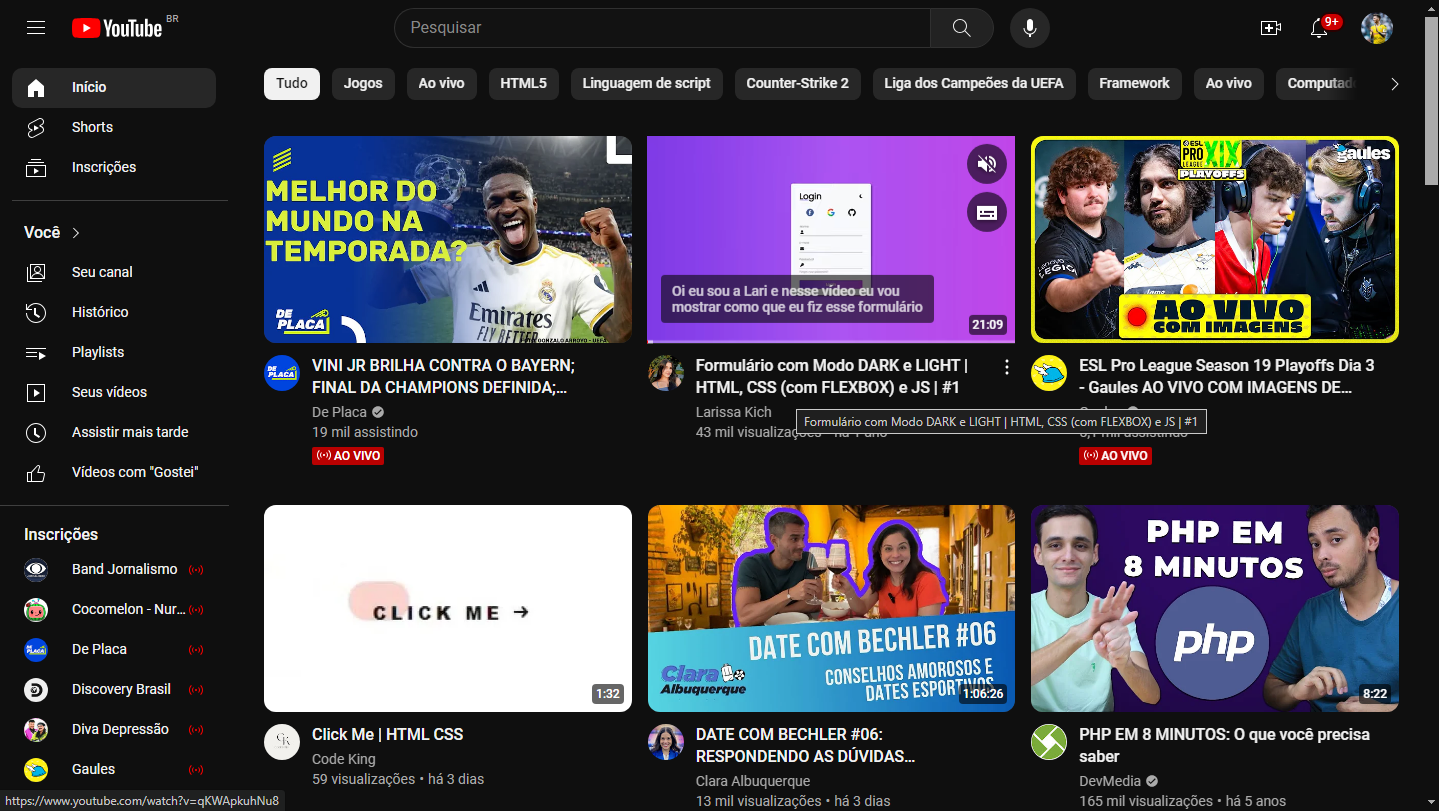 YouTube BR
Pesquisar
9+
Início
Shorts
Inscrições
Você
Seu canal
Histórico
Playlists
Seus vídeos
Assistir mais tarde
Vídeos com "Gostei"
Inscrições
Band Jornalismo
Cocomelon - Nur...
De Placa
Discovery Brasil
Diva Depressão
Gaules
Tudo
Jogos
Ao vivo
HTML5
Linguagem de script
Counter-Strike 2
Liga dos Campeões da UEFA
Framework
Ao vivo
Computad
MELHOR DO
MUNDO NA
TEMPORADA?
DE
PLACA
Emirates
FLY BETTER
VINI JR BRILHA CONTRA O BAYERN;
FINAL DA CHAMPIONS DEFINIDA;...
De Placa
19 mil assistindo
AO VIVO
Login
Oi eu sou a Lari e nesse vídeo eu vou
mostrar como que eu fiz esse formulário
21:09
Formulário com Modo DARK e LIGHT |
HTML, CSS (com FLEXBOX) e JS | #1
Larissa Kich
43 mil visualizações
Formulário com Modo DARK e LIGHT | HTML, CSS (com FLEXBOX) e JS | #1
ESL
PRO XIX
LEAGUE
PLAYOFFS
gaules
Lenovo
LEGION
AO VIVO
COM IMAGENS
ESL Pro League Season 19 Playoffs Dia 3
- Gaules AO VIVO COM IMAGENS DE...
AO VIVO
CLICK ME →
1:32
Click Me | HTML CSS
Code King
59 visualizações • há 3 dias
DATE COM BECHLER #06
CONSELHOS AMOROSOS E
DATES ESPORTIVOS
Clara
Albuquerque
1:06:26
DATE COM BECHLER #06:
RESPONDENDO AS DÚVIDAS...
Clara Albuquerque
13 mil visualizações • há 3 dias
PHP EM
8 MINUTOS
php
8:22
PHP EM 8 MINUTOS: O que você precisa
saber
DevMedia
165 mil visualizações • há 5 anos
https://www.youtube.com/watch?v=qKWApkuhNu8